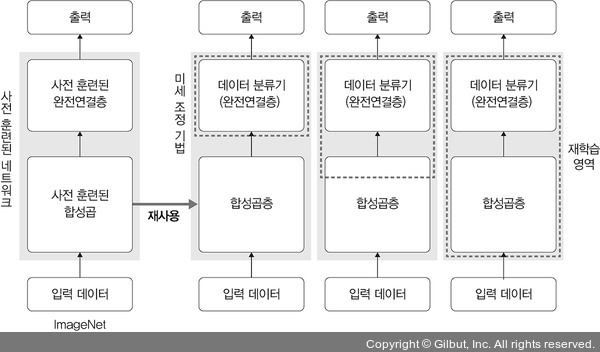 출력
사전 훈련된
완전연결층
사전 훈련된
합성곱
입력 데이터
ImageNet
사전 훈련된 네트워크
재사용
미세 조정 기법
출력
데이터 분류기
(완전연결층)
합성곱층
입력 데이터
출력
데이터 분류기
(완전연결층)
합성곱층
입력 데이터
출력
데이터 분류기
(완전연결층)
합성곱층
입력 데이터
재학습
영역
Copyright © Gilbut, Inc. All rights reserved.